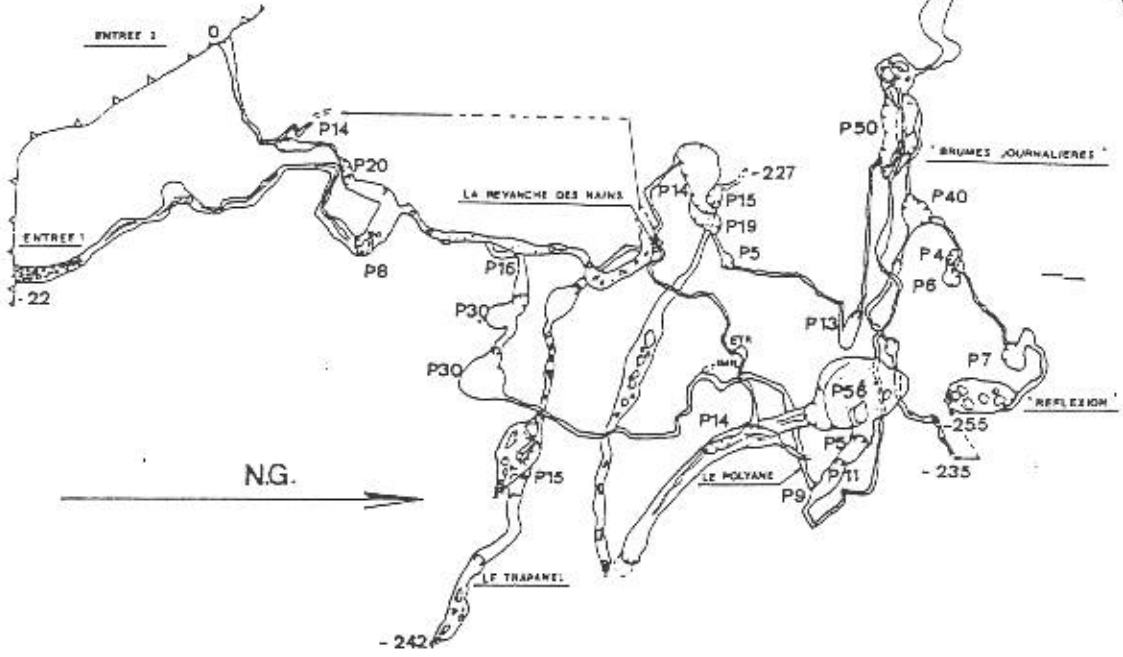 ENTREE 2
0
P14
P20
P50
"BRUMES JOURNALIERES"
- 227
P14
LA REVANCHE DES NAINS
P15
P40
P19
ENTREE 1
P8
P16
P5
P4
P6
- 22
P30
P13
ETR
P7
P30
P56
"REFLEXION"
P14
- 255
P5
N.G.
P15
P11
- 235
LE POLYANE
P9
LE TRAPANEL
- 242